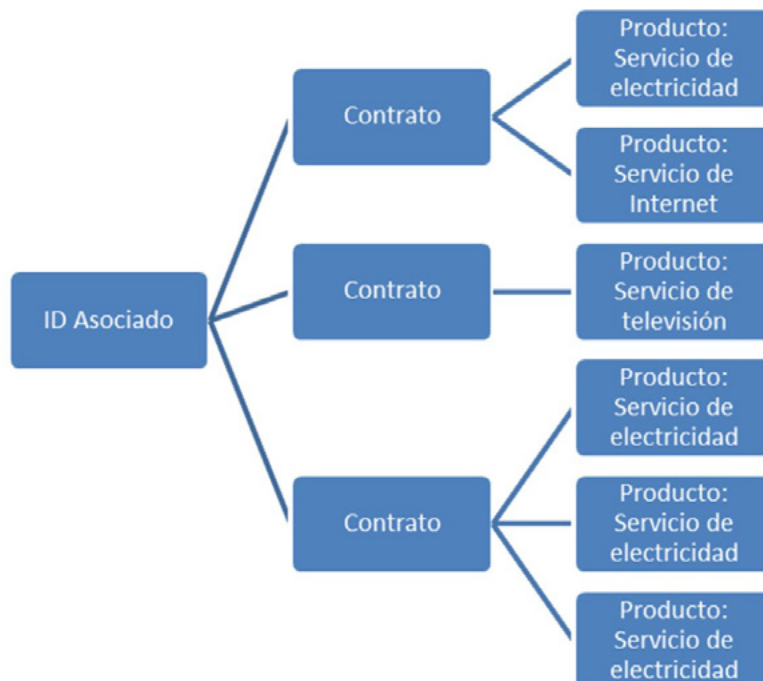 Producto:
Servicio de
electricidad
Contrato
Producto:
Servicio de
Internet
ID Asociado
Contrato
Producto:
Servicio de
televisión
Producto:
Servicio de
electricidad
Contrato
Producto:
Servicio de
electricidad
Producto:
Servicio de
electricidad